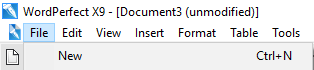 WordPerfect X9 - [Document3 (unmodified)]
File Edit View Insert Format Table Tools
New Ctrl+N